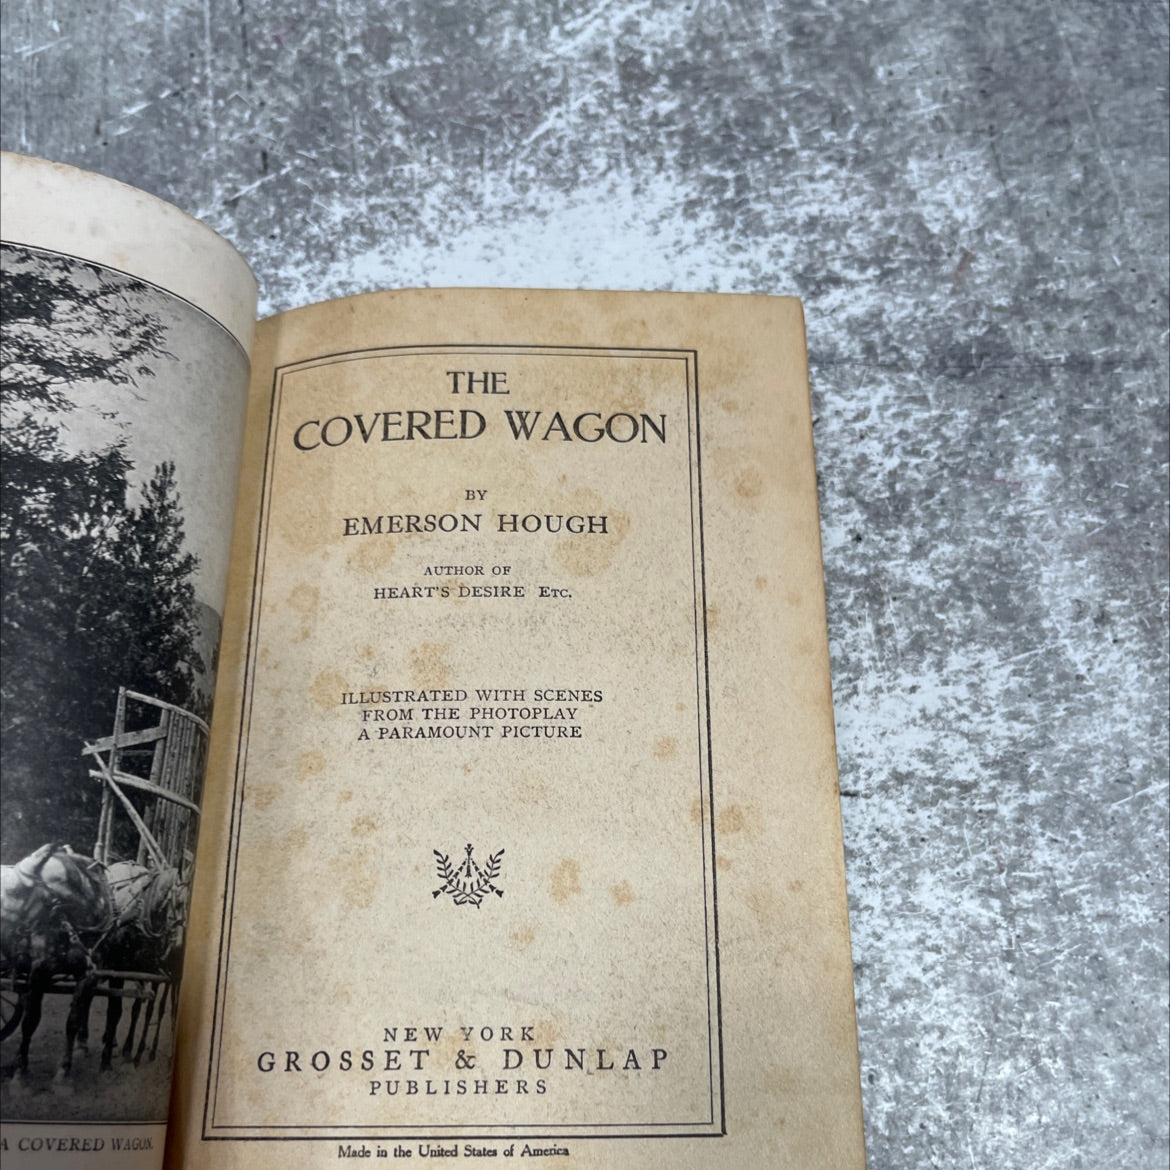 THE
COVERED WAGON
BY
EMERSON HOUGH
AUTHOR OF
HEART'S DESIRE Etc.
ILLUSTRATED WITH SCENES
FROM THE PHOTOPLAY
A PARAMOUNT PICTURE
NEW YORK
GROSSET & DUNLAP
PUBLISHERS
Made in the United States of America
A COVERED WAGON.